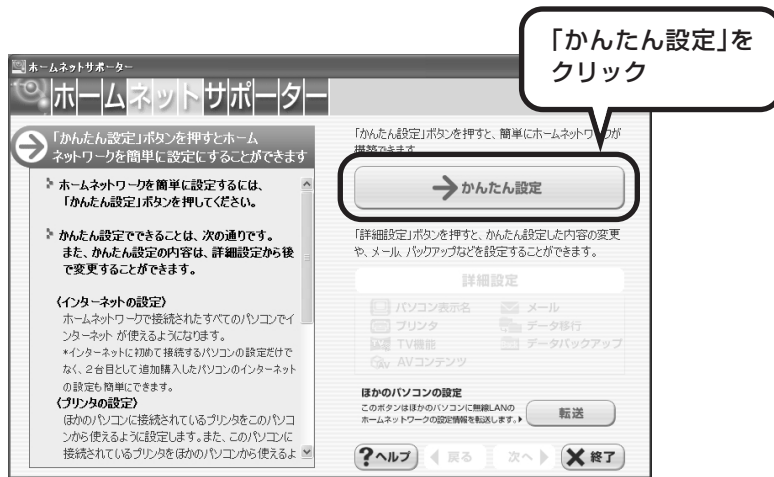 「かんたん設定」を
クリック
ホームネットサポーター
ホームネットサポーター
「かんたん設定」ボタンを押すとホーム
ネットワークを簡単に設定にすることができます
ホームネットワークを簡単に設定するには、
「かんたん設定」ボタンを押してください。
かんたん設定でできることは、次の通りです。
また、かんたん設定の内容は、詳細設定から後
で変更することができます。
〈インターネットの設定〉
ホームネットワークで接続されたすべてのパソコンでイ
ンターネット が使えるようになります。
*インターネットに初めて接続するパソコンの設定だけで
なく、2台目として追加購入したパソコンのインターネット
の設定も簡単にできます。
〈プリンタの設定〉
ほかのパソコンに接続されているプリンタをこのパソコ
ンから使えるように設定します。また、このパソコンに
接続されているプリンタをほかのパソコンから使えるよ
「かんたん設定」ボタンを押すと、簡単にホームネットワークが
構築できます
かんたん設定
「詳細設定」ボタンを押すと、かんたん設定した内容の変更
や、メール、バックアップなどを設定することができます。
詳細設定
パソコン表示名
メール
プリンタ
データ移行
TV機能
データバックアップ
AVコンテンツ
ほかのパソコンの設定
このボタンはほかのパソコンに無線LANの
ホームネットワークの設定情報を転送します。
転送
?ヘルプ
戻る
次へ
終了